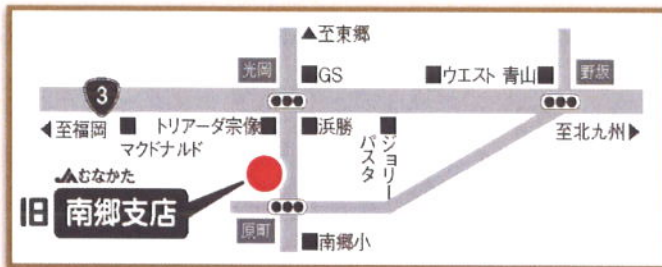 ▲至東郷
光岡
■GS
■ウエスト 青山■
野坂
3
◀至福岡
■
マクドナルド
トリアーダ宗像■
■浜勝
■
ジョリーパスタ
至北九州▶
JAむなかた
旧 南郷支店
原町
■南郷小